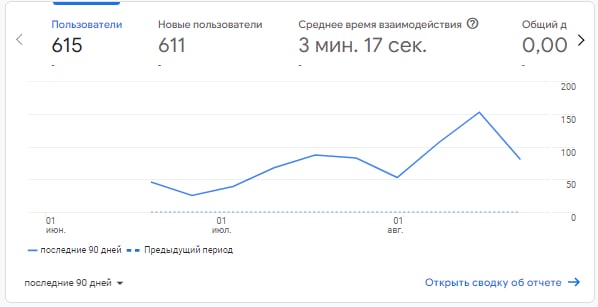 Пользователи
615
-
Новые пользователи
611
-
Среднее время взаимодействия
3 мин. 17 сек.
-
Общий д
0,00
-
200
150
100
50
0
01
июн.
01
июл.
01
авг.
последние 90 дней
Предыдущий период
последние 90 дней
Открыть сводку об отчете